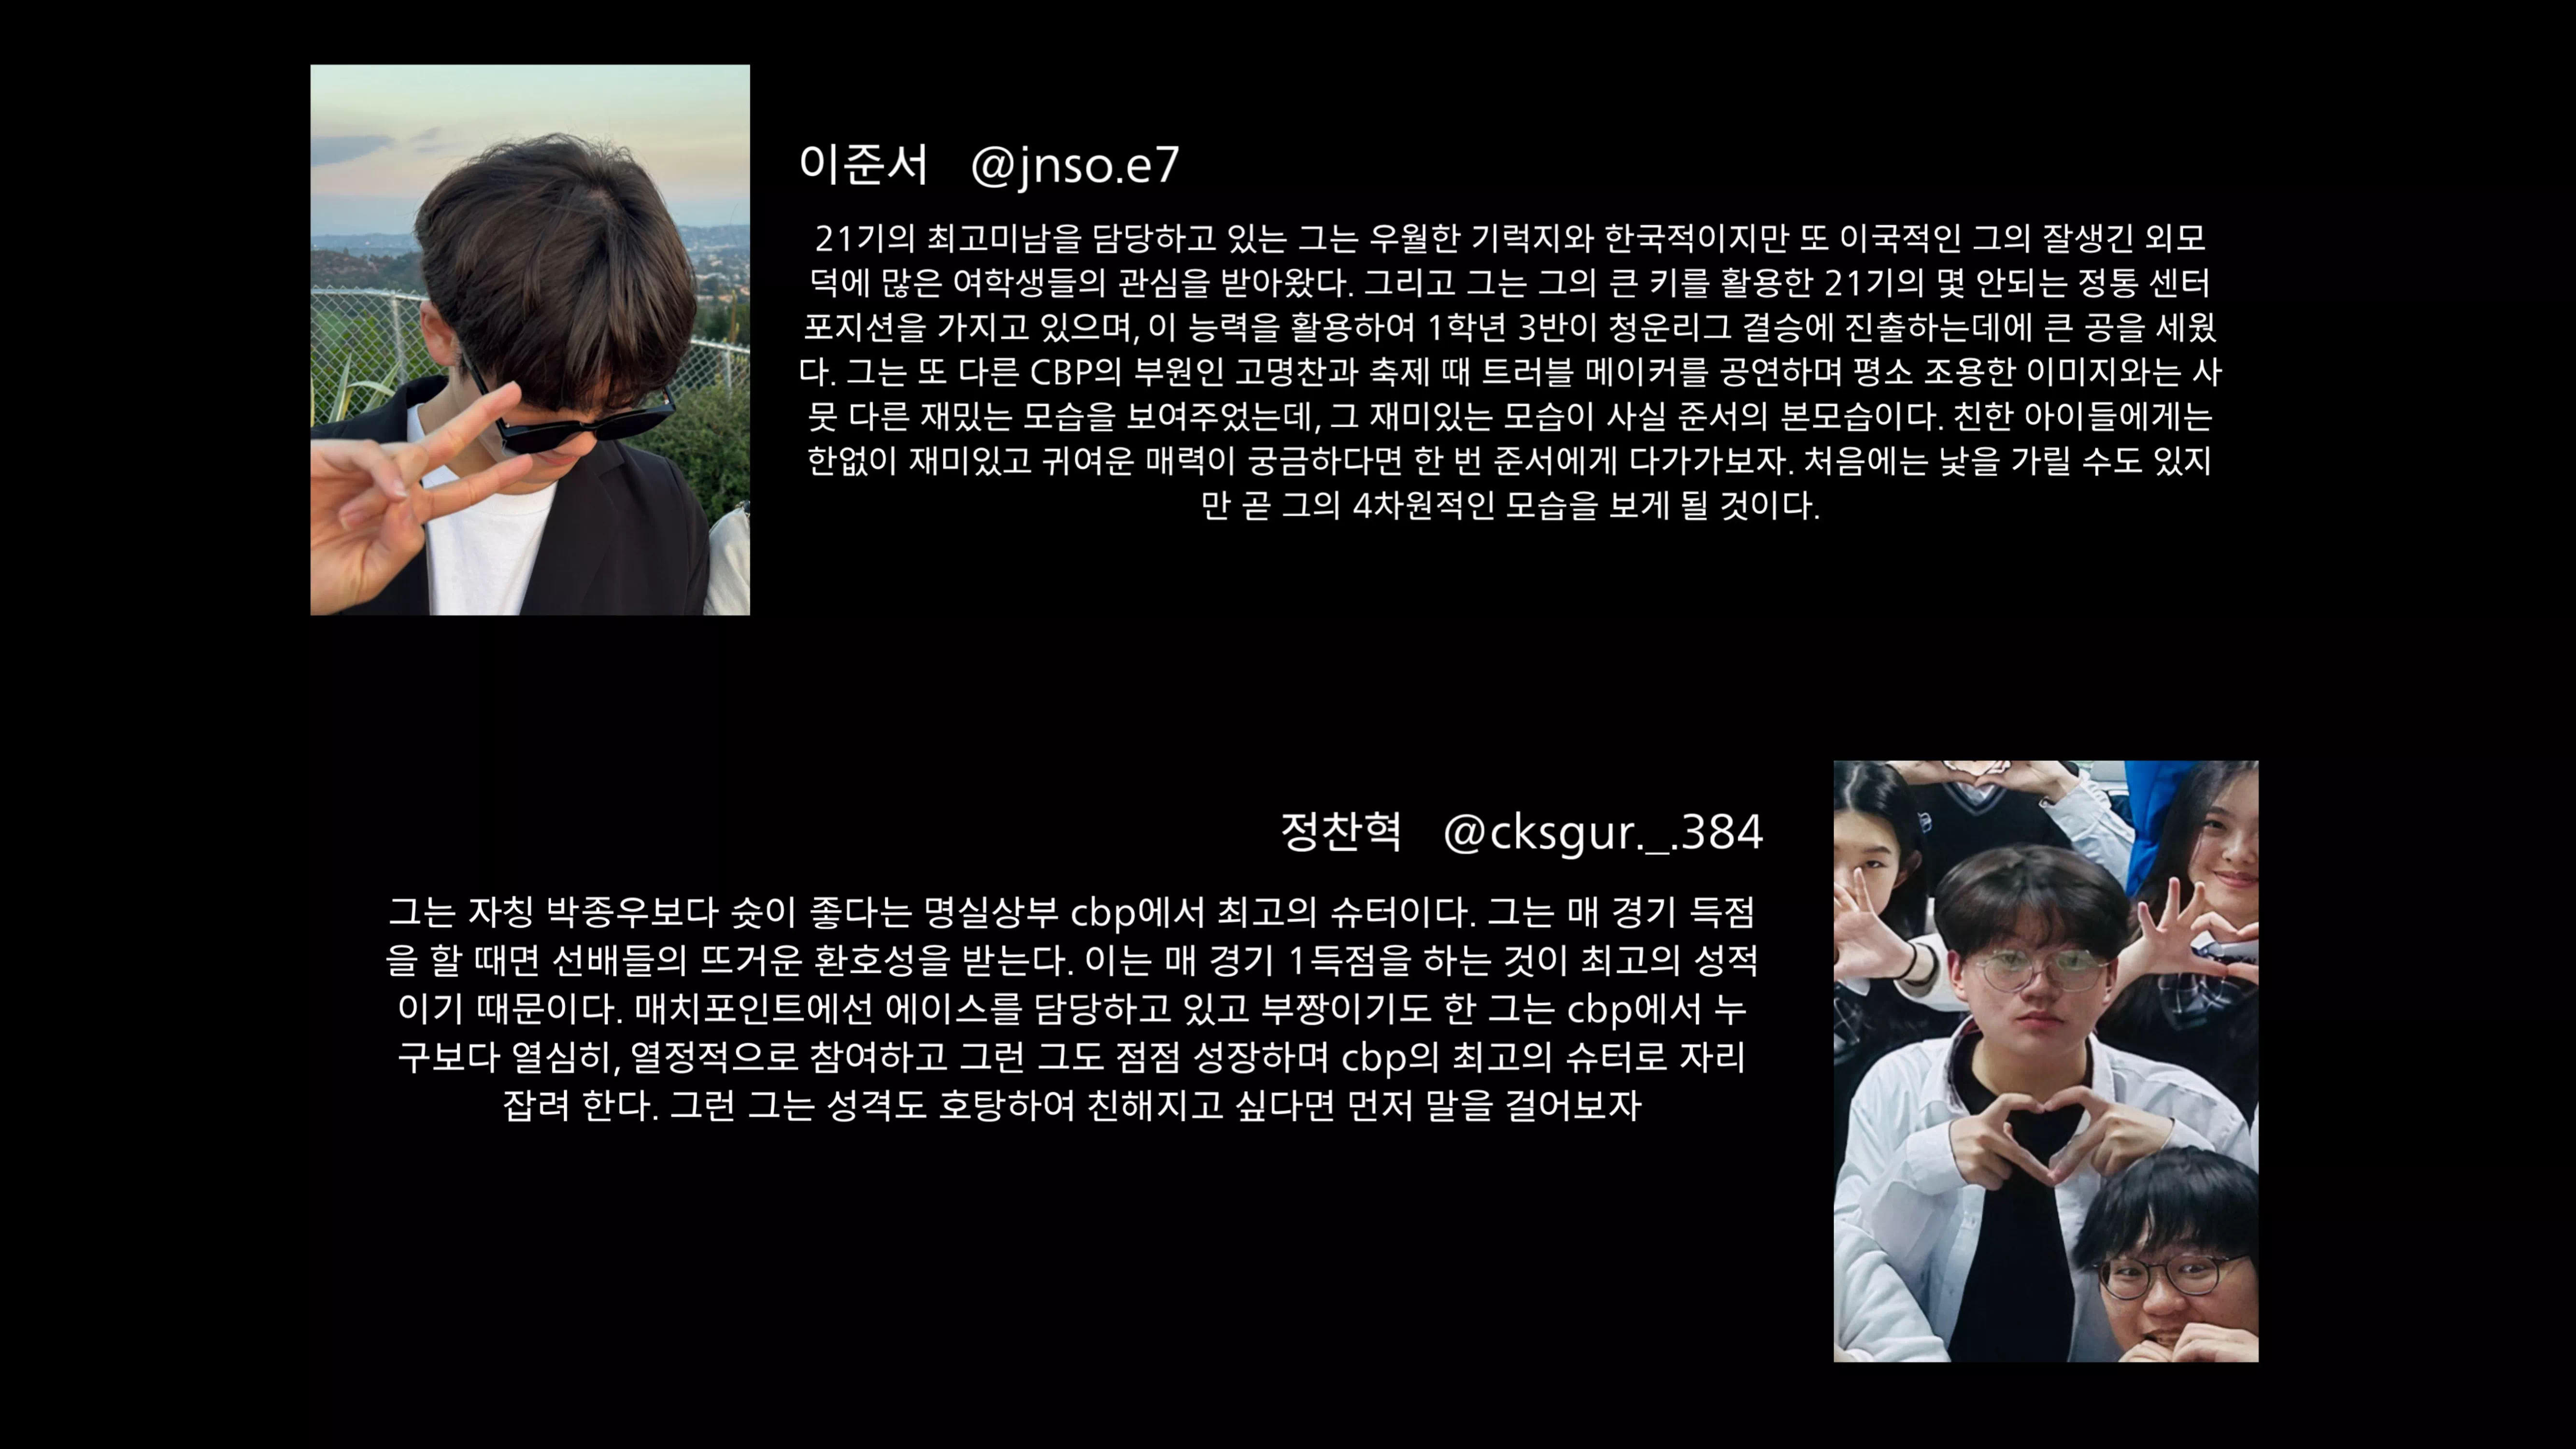 이준서 @jnso.e7
21기의 최고미남을 담당하고 있는 그는 우월한 기럭지와 한국적이지만 또 이국적인 그의 잘생긴 외모
덕에 많은 여학생들의 관심을 받아왔다. 그리고 그는 그의 큰 키를 활용한 21기의 몇 안되는 정통 센터
포지션을 가지고 있으며, 이 능력을 활용하여 1학년 3반이 청운리그 결승에 진출하는데에 큰 공을 세웠
다. 그는 또 다른 CBP의 부원인 고명찬과 축제 때 트러블 메이커를 공연하며 평소 조용한 이미지와는 사
뭇 다른 재밌는 모습을 보여주었는데, 그 재미있는 모습이 사실 준서의 본모습이다. 친한 아이들에게는
한없이 재미있고 귀여운 매력이 궁금하다면 한 번 준서에게 다가가보자. 처음에는 낯을 가릴 수도 있지
만 곧 그의 4차원적인 모습을 보게 될 것이다.
정찬혁 @cksgur._.384
그는 자칭 박종우보다 슛이 좋다는 명실상부 cbp에서 최고의 슈터이다. 그는 매 경기 득점
을 할 때면 선배들의 뜨거운 환호성을 받는다. 이는 매 경기 1득점을 하는 것이 최고의 성적
이기 때문이다. 매치포인트에선 에이스를 담당하고 있고 부짱이기도 한 그는 cbp에서 누
구보다 열심히, 열정적으로 참여하고 그런 그도 점점 성장하며 cbp의 최고의 슈터로 자리
잡려 한다. 그런 그는 성격도 호탕하여 친해지고 싶다면 먼저 말을 걸어보자